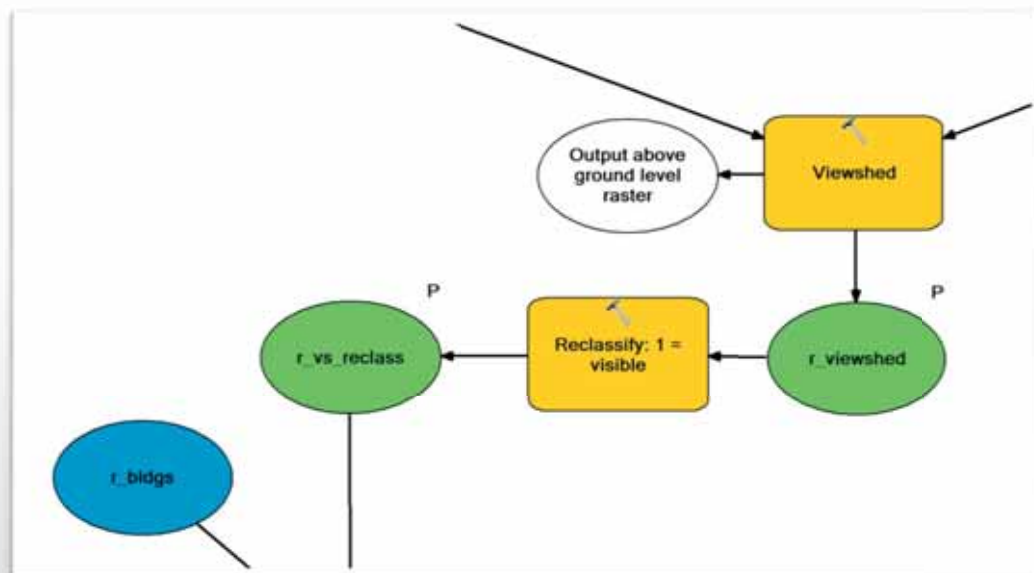 Output above
ground level
raster
Viewshed
P
P
r_vs_reclass
Reclassify: 1 =
visible
r_viewshed
r_bldgs